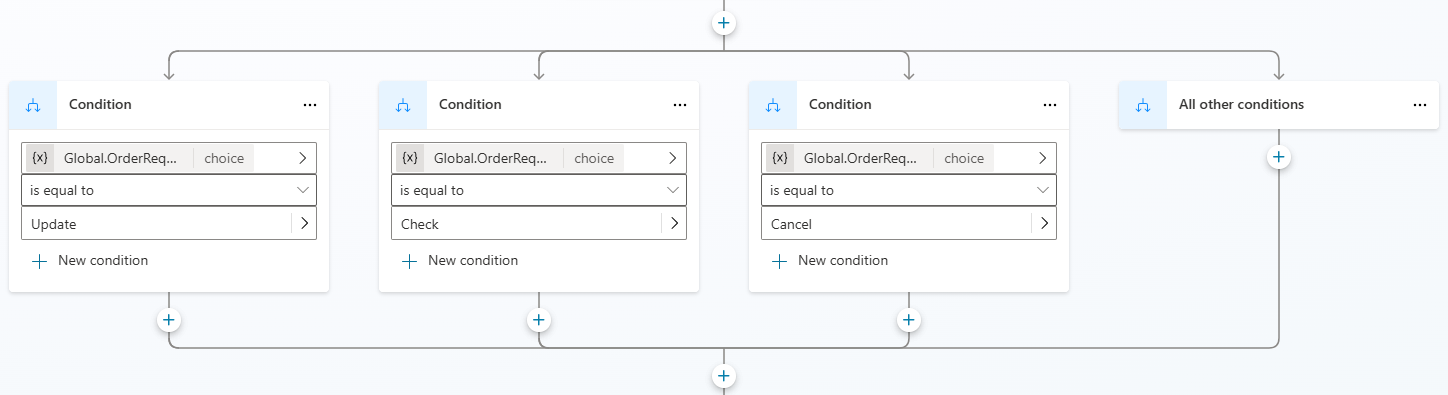 Condition ...
{x} Global.OrderReq... choice
is equal to
Update
New condition
Condition ...
{x} Global.OrderReq... choice
is equal to
Check
New condition
Condition ...
{x} Global.OrderReq... choice
is equal to
Cancel
New condition
All other conditions ...